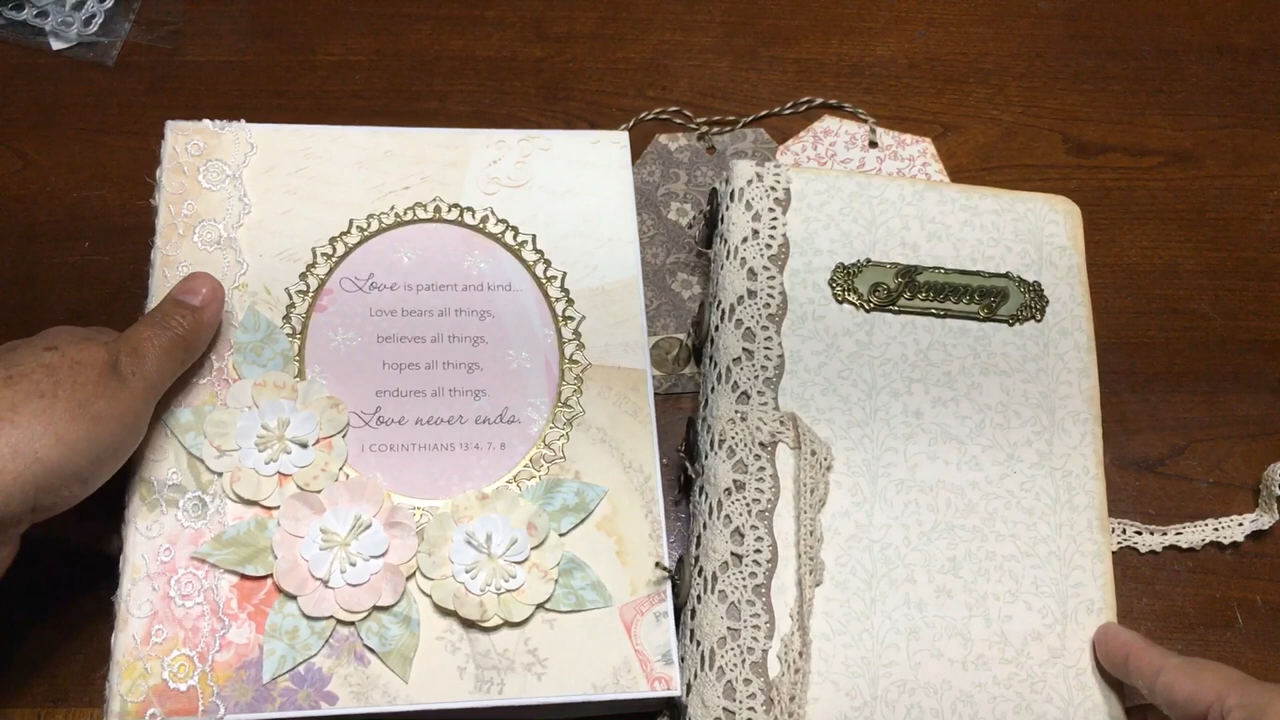 Love is patient and kind...
Love bears all things,
believes all things,
hopes all things,
endures all things.
Love never ends.
1 CORINTHIANS 13:4, 7, 8
Journey